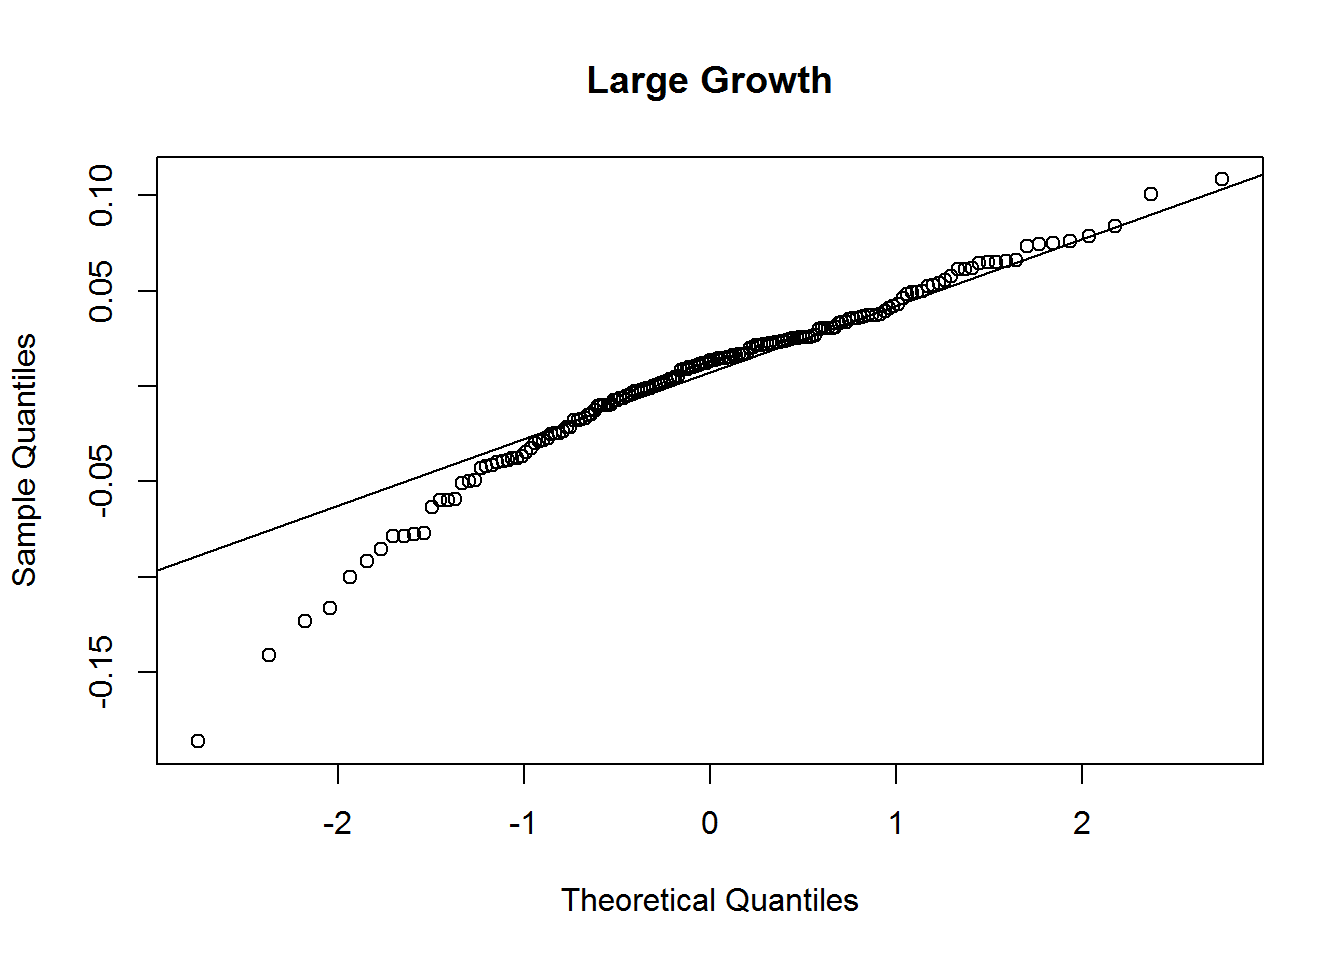 Large Growth
0.10
0.05
-0.05
-0.15
Sample Quantiles
-2 -1 0 1 2
Theoretical Quantiles